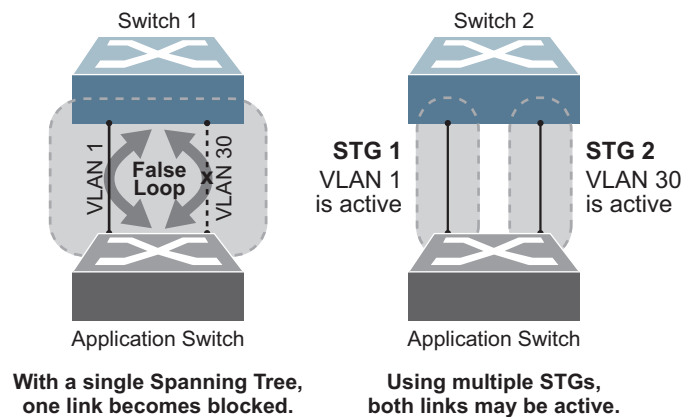 Switch 1
VLAN 1
False
Loop
x
VLAN 30
Application Switch
With a single Spanning Tree,
one link becomes blocked.
Switch 2
STG 1
VLAN 1
is active
STG 2
VLAN 30
is active
Application Switch
Using multiple STGs,
both links may be active.